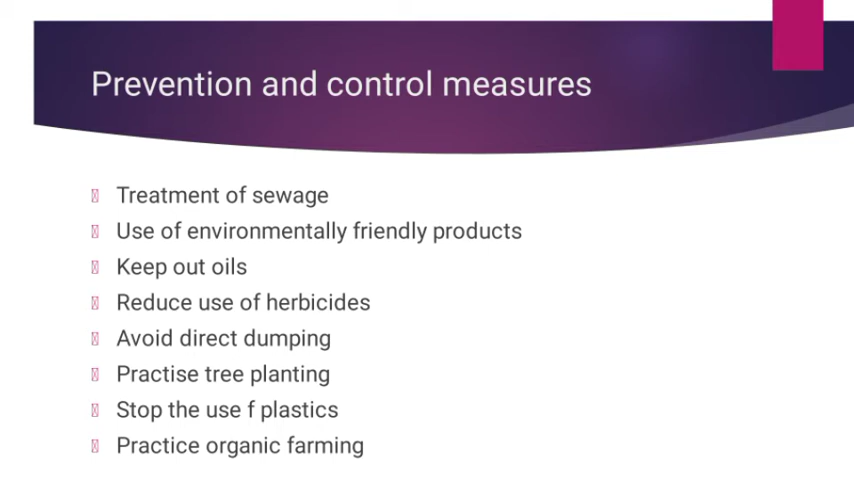 Prevention and control measures
Treatment of sewage
Use of environmentally friendly products
Keep out oils
Reduce use of herbicides
Avoid direct dumping
Practise tree planting
Stop the use f plastics
Practice organic farming